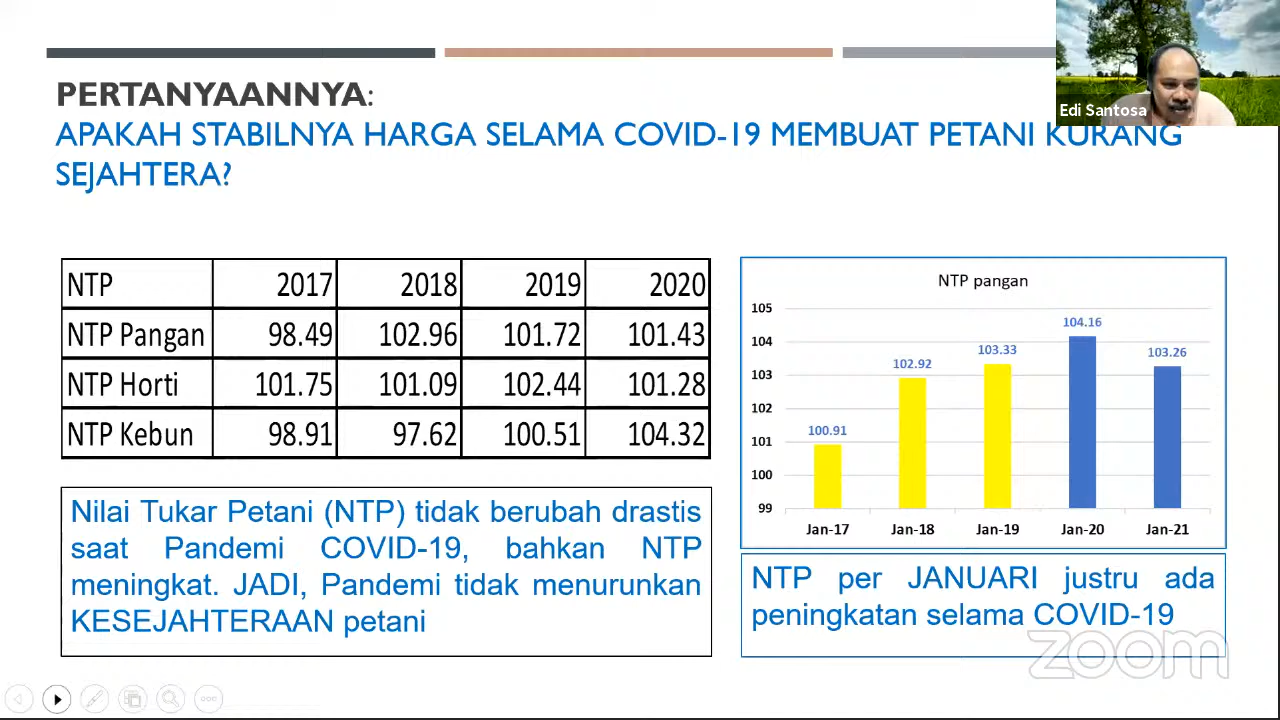 PERTANYAANNYA:
APAKAH STABILNYA HARGA SELAMA COVID-19 MEMBUAT PETANI KURANG
SEJAHTERA?
Edi Santosa
NTP 2017 2018 2019 2020
NTP Pangan 98.49 102.96 101.72 101.43
NTP Horti 101.75 101.09 102.44 101.28
NTP Kebun 98.91 97.62 100.51 104.32
Nilai Tukar Petani (NTP) tidak berubah drastis
saat Pandemi COVID-19, bahkan NTP
meningkat. JADI, Pandemi tidak menurunkan
KESEJAHTERAAN petani
NTP pangan
105
104
103
102
101
100
99
100.91
102.92
103.33
104.16
103.26
Jan-17 Jan-18 Jan-19 Jan-20 Jan-21
NTP per JANUARI justru ada
peningkatan selama COVID-19
zoom